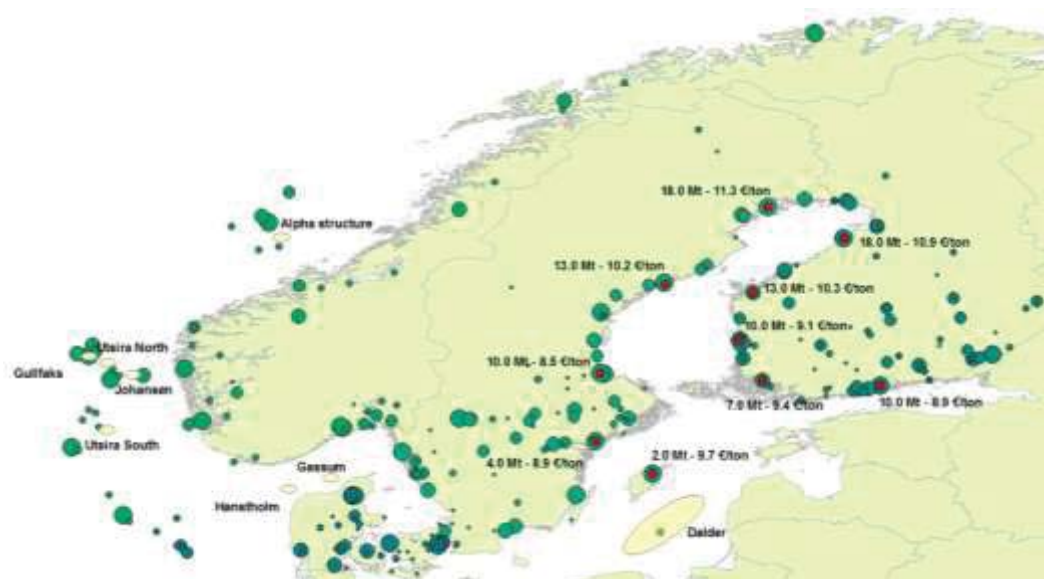 18.0 Mt - 11.3 €/ton
Alpha structure
18.0 Mt - 10.9 €/ton
13.0 Mt - 10.2 €/ton
13.0 Mt - 10.3 €/ton
10.0 Mt - 9.1 €/ton
Utsira North
Gullfaks
Johansen
10.0 Mt - 8.5 €/ton
7.0 Mt - 9.4 €/ton
10.0 Mt - 8.9 €/ton
Utsira South
Gassum
4.0 Mt - 8.9 €/ton
2.0 Mt - 9.7 €/ton
Hanstholm
Dalder